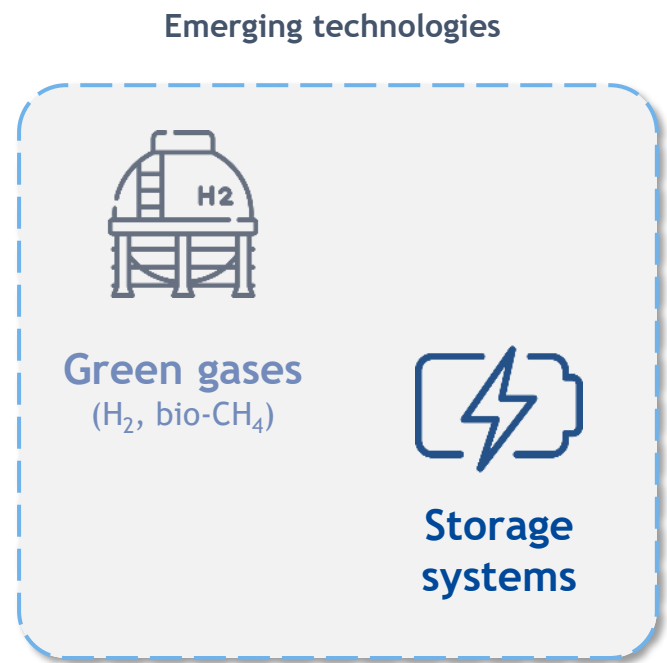 Emerging technologies
H2
Green gases
(H₂, bio-CH₄)
Storage
systems